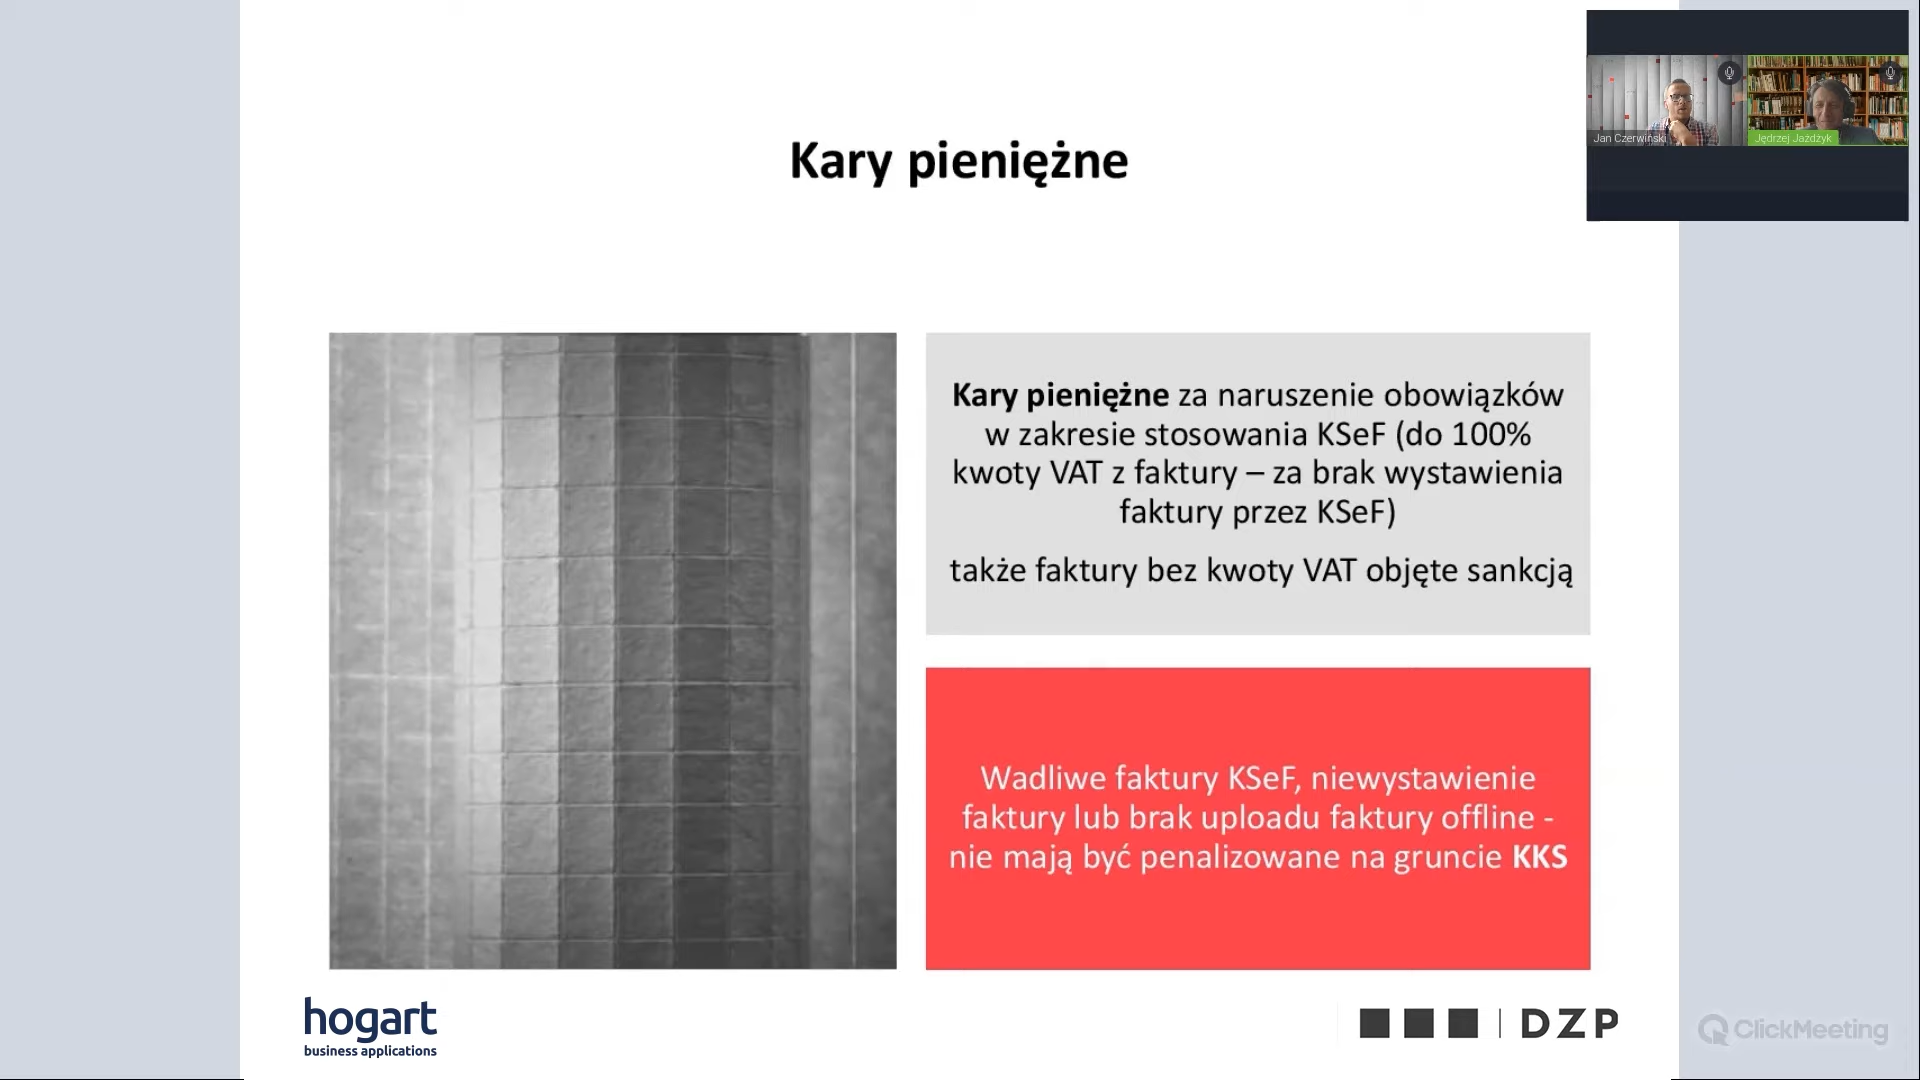 Kary pieniężne
Jan Czerwiński
Jędrzej Jażdżyk
Kary pieniężne za naruszenie obowiązków
w zakresie stosowania KSeF (do 100%
kwoty VAT z faktury – za brak wystawienia
faktury przez KSeF)
także faktury bez kwoty VAT objęte sankcją
Wadliwe faktury KSeF, niewystawienie
faktury lub brak uploadu faktury offline -
nie mają być penalizowane na gruncie KKS
hogart
business applications
DZP
ClickMeeting